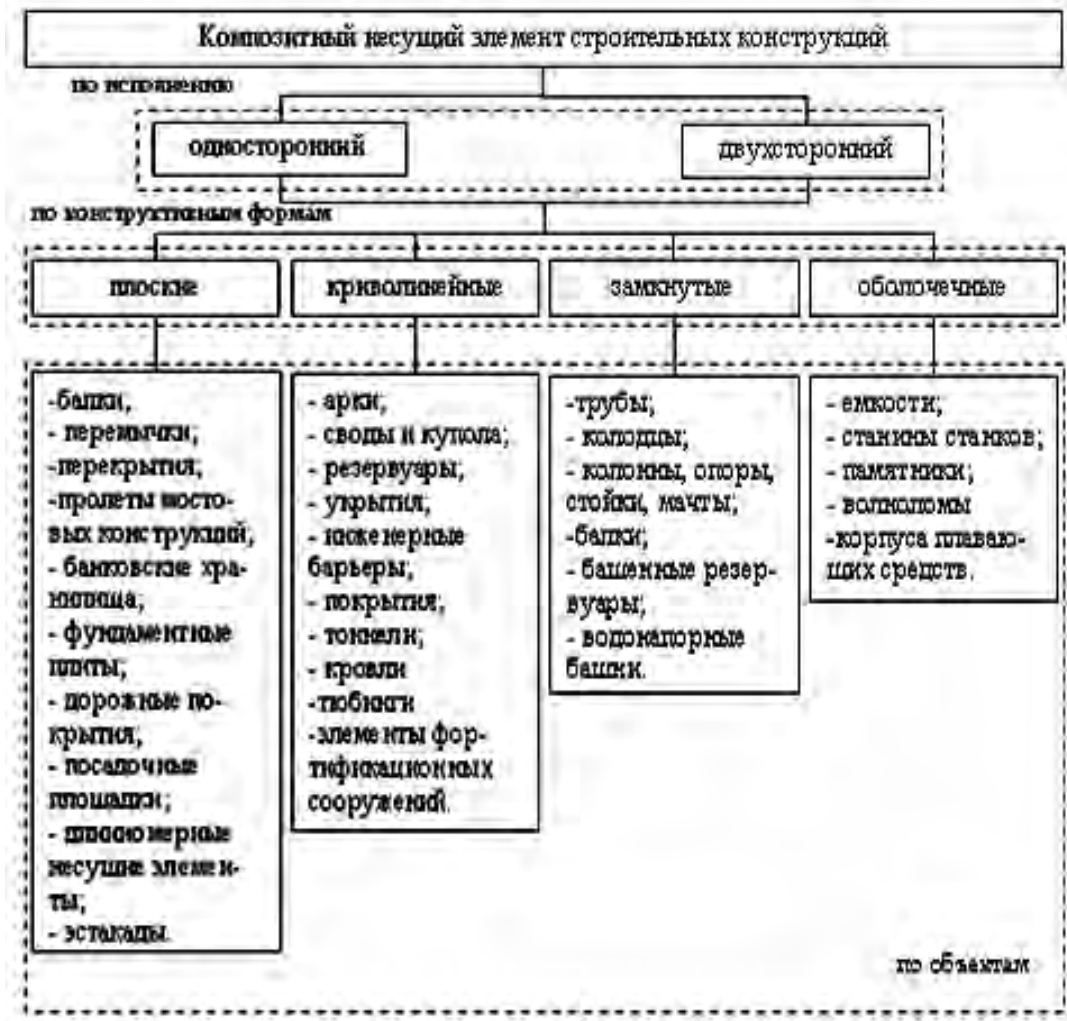 Композитный несущий элемент строительных конструкций
по исполнению
односторонний
двухсторонний
по конструктивным формам
плоские
криволинейные
замкнутые
оболочечные
-балки;
- перемычки;
-перекрытия;
-пролеты мосто-
вых конструкций,
- банковские хра-
нилища;
- фундаментные
плиты;
- дорожные по-
крытия;
- посадочные
площадки;
- длинномерные
несущие элемен-
ты;
- эстакады.
- арки;
- своды и купола;
- резервуары;
- укрытия;
- инженерные
барьеры;
- покрытия;
- тоннели;
- кровли
-тюбинги
-элементы фор-
тификационных
сооружений.
-трубы;
- колодцы;
- колонны, опоры,
стойки, мачты;
-балки;
- башенные резер-
вуары;
- водонапорные
башни.
- емкости;
- станины станков;
- памятники;
- волноломы
-корпуса плаваю-
щих средств.
по объектам